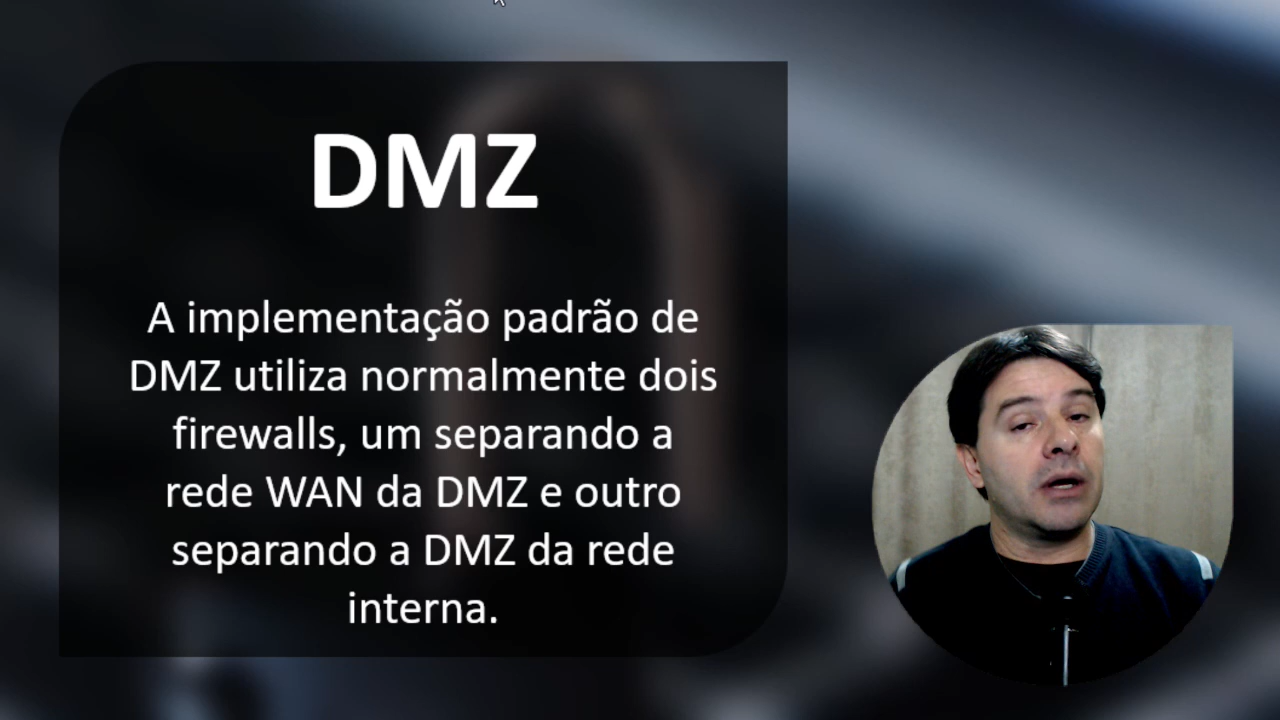 DMZ
A implementação padrão de
DMZ utiliza normalmente dois
firewalls, um separando a
rede WAN da DMZ e outro
separando a DMZ da rede
interna.